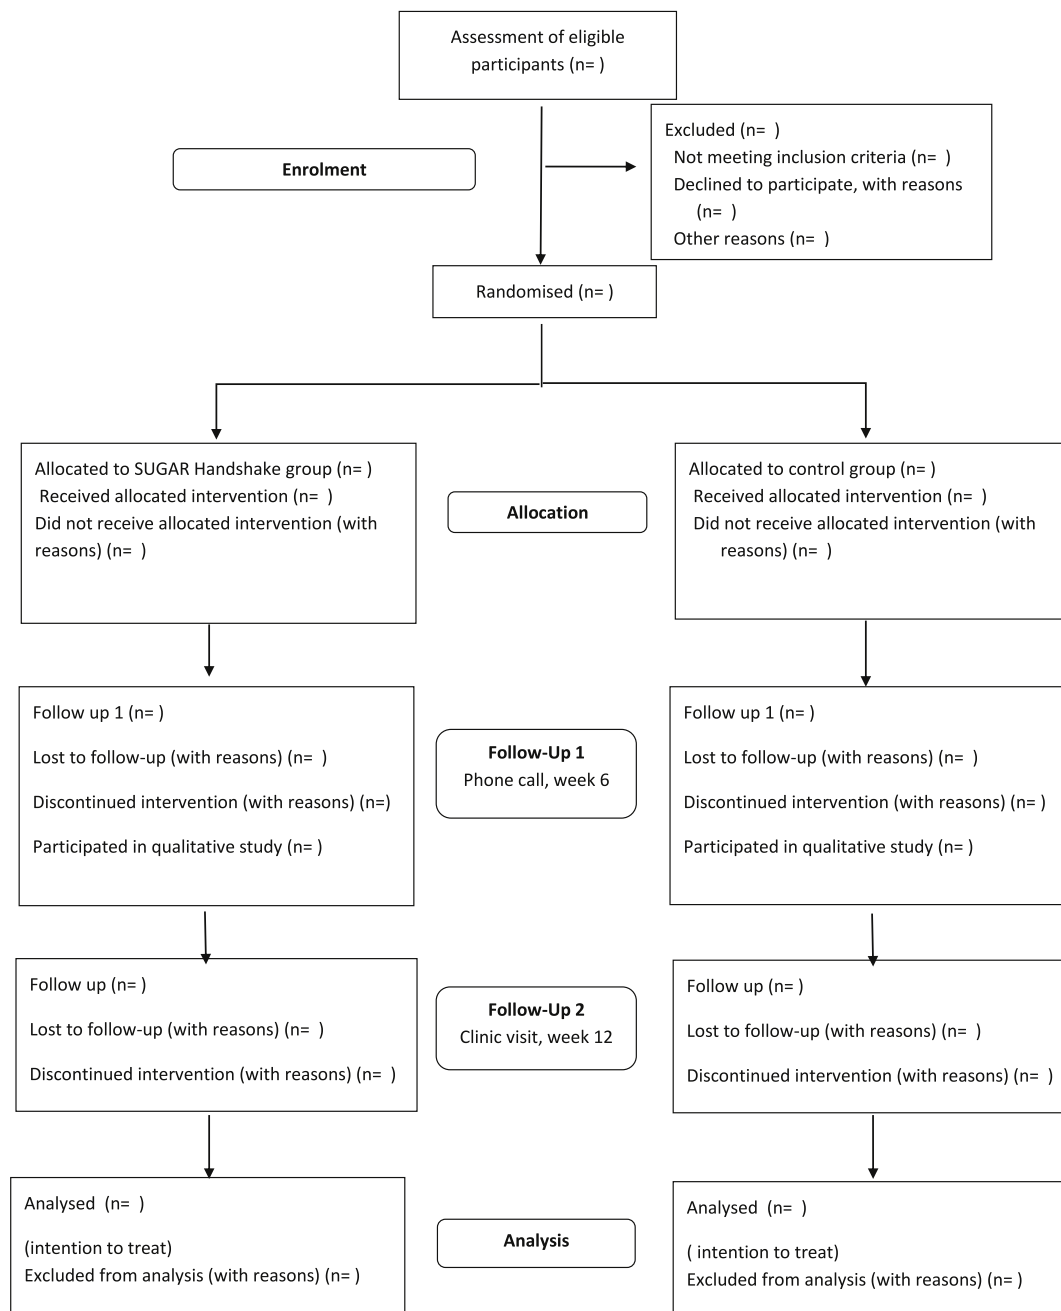 Assessment of eligible
participants (n= )
Excluded (n=  )
Not meeting inclusion criteria (n=  )
Declined to participate, with reasons
(n=  )
Other reasons (n=  )
Enrolment
Randomised (n= )
Allocated to SUGAR Handshake group (n= )
Received allocated intervention (n=  )
Did not receive allocated intervention (with
reasons) (n=  )
Allocation
Allocated to control group (n= )
Received allocated intervention (n=  )
Did not receive allocated intervention (with
reasons) (n=  )
Follow up 1 (n= )
Lost to follow-up (with reasons) (n=  )
Discontinued intervention (with reasons) (n=)
Participated in qualitative study (n= )
Follow-Up 1
Phone call, week 6
Follow up 1 (n= )
Lost to follow-up (with reasons) (n=  )
Discontinued intervention (with reasons) (n= )
Participated in qualitative study (n= )
Follow up (n= )
Lost to follow-up (with reasons) (n=  )
Discontinued intervention (with reasons) (n=  )
Follow-Up 2
Clinic visit, week 12
Follow up (n= )
Lost to follow-up (with reasons) (n=  )
Discontinued intervention (with reasons) (n=  )
Analysed  (n=  )
(intention to treat)
Excluded from analysis (with reasons) (n= )
Analysis
Analysed  (n=  )
( intention to treat)
Excluded from analysis (with reasons) (n= )